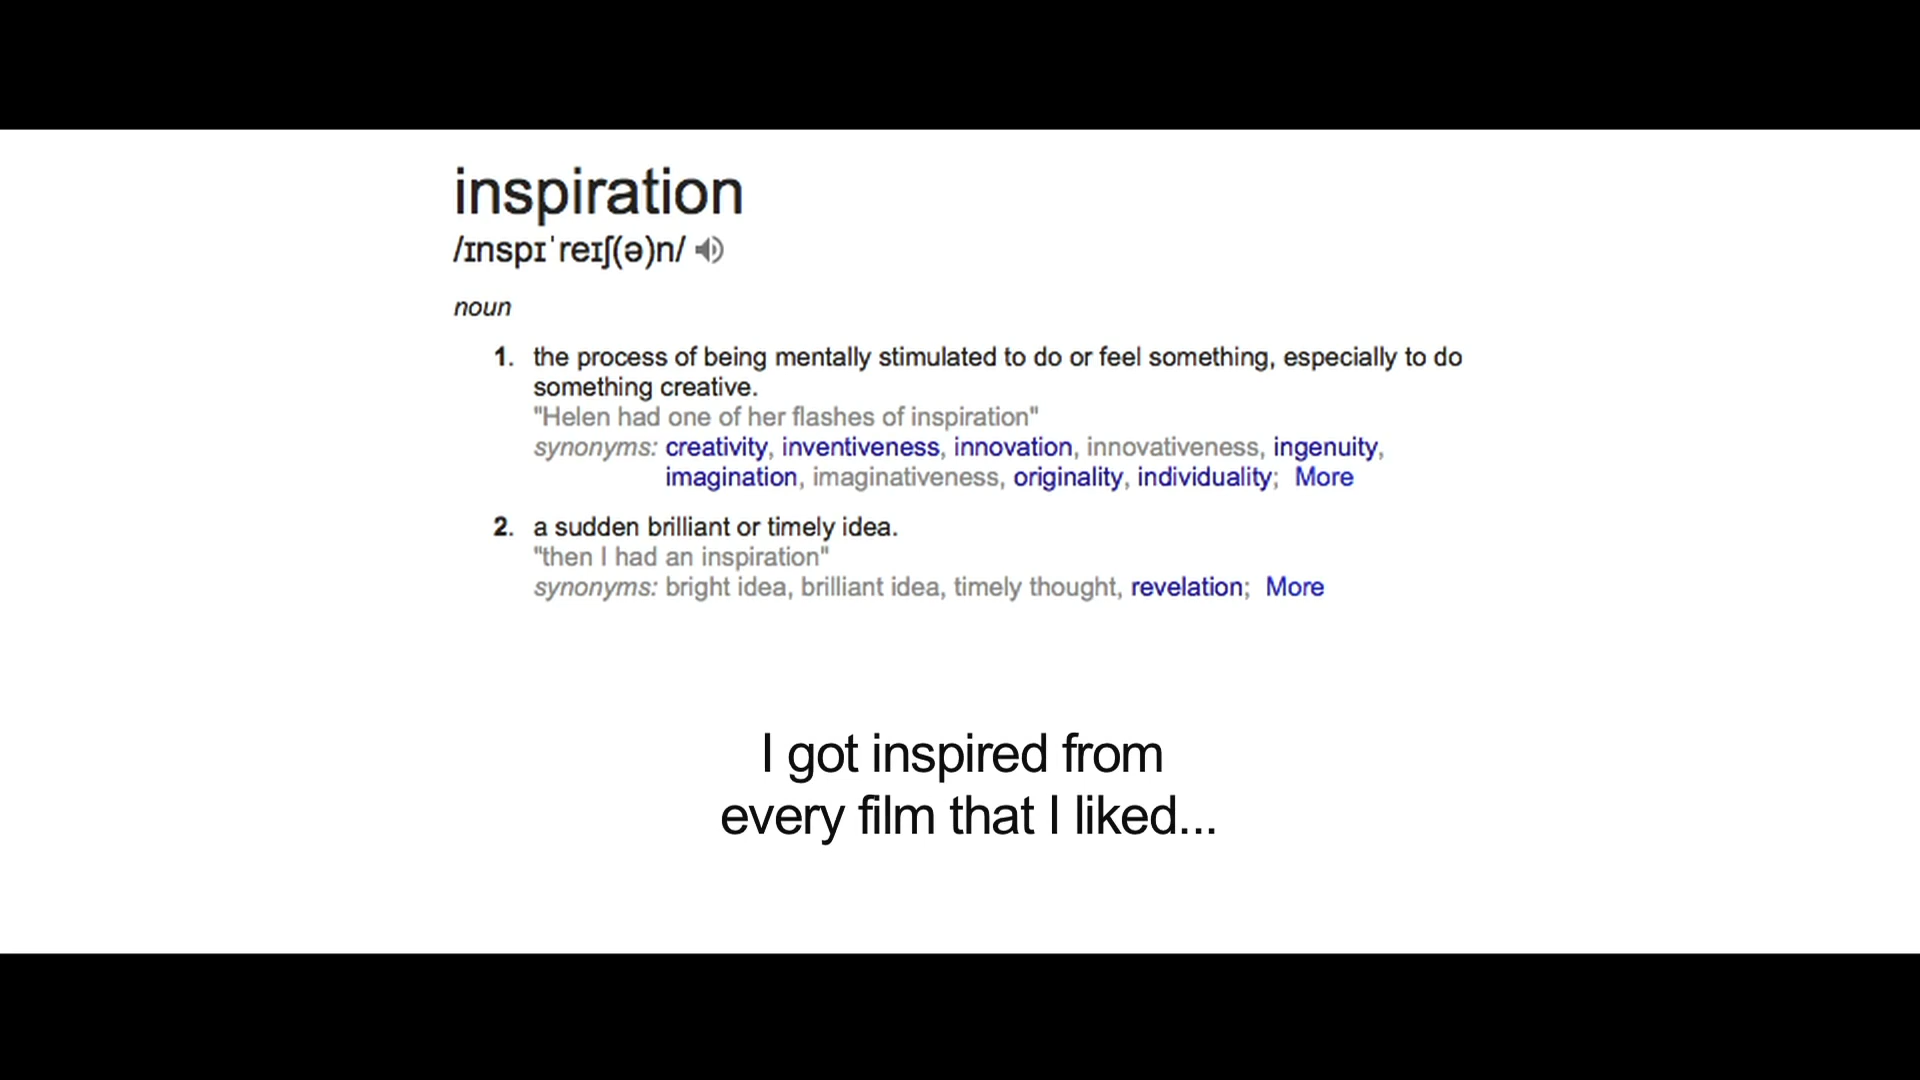 inspiration
/ɪnspɪˈreɪʃ(ə)n/
noun
1. the process of being mentally stimulated to do or feel something, especially to do
something creative.
"Helen had one of her flashes of inspiration"
synonyms: creativity, inventiveness, innovation, innovativeness, ingenuity,
imagination, imaginativeness, originality, individuality; More
2. a sudden brilliant or timely idea.
"then I had an inspiration"
synonyms: bright idea, brilliant idea, timely thought, revelation; More
I got inspired from
every film that I liked...